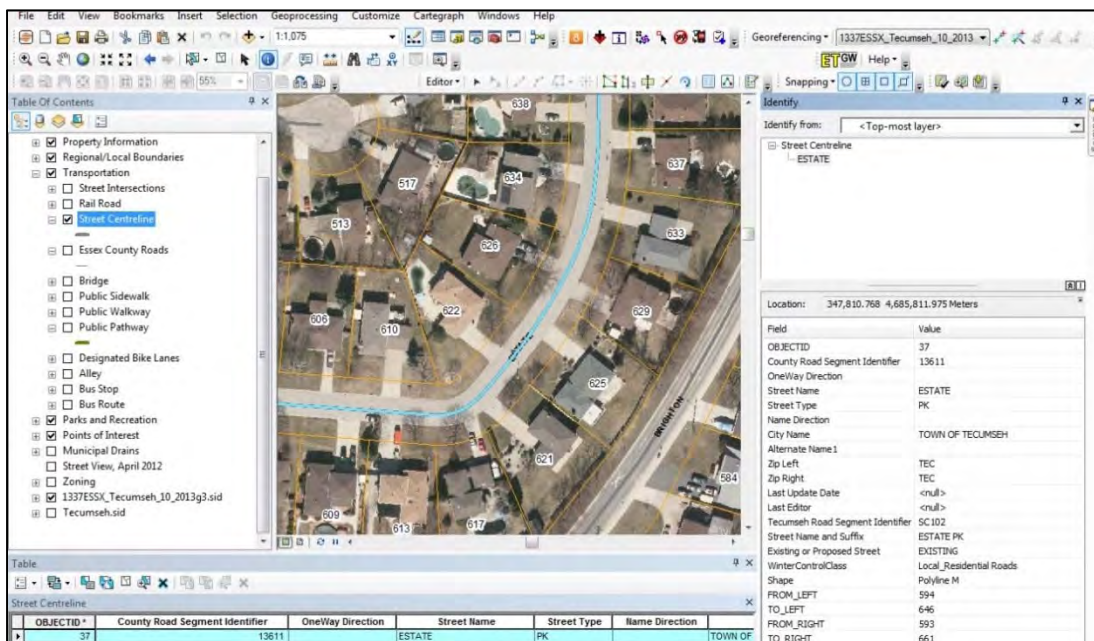 File Edit View Bookmarks Insert Selection Geoprocessing Customize Cartegraph Windows Help
1:1,075 Georeferencing 1337ESSX_Tecumseh_10_2013
ET GW Help
55% Editor Snapping
Table Of Contents
Property Information
Regional/Local Boundaries
Transportation
Street Intersections
Rail Road
Street Centreline
Essex County Roads
Bridge
Public Sidewalk
Public Walkway
Public Pathway
Designated Bike Lanes
Alley
Bus Stop
Bus Route
Parks and Recreation
Points of Interest
Municipal Drains
Street View, April 2012
Zoning
1337ESSX_Tecumseh_10_2013g3.sid
Tecumseh.sid
638
517
634
637
513
626
633
622
606
610
629
625
BRIGHTON
621
584
609
613
617
Identify
Identify from: <Top-most layer>
Street Centreline
ESTATE
Location: 347,810.768 4,685,811.975 Meters
Field Value
OBJECTID 37
County Road Segment Identifier 13611
OneWay Direction
Street Name ESTATE
Street Type PK
Name Direction
City Name TOWN OF TECUMSEH
Alternate Name1
Zip Left TEC
Zip Right TEC
Last Update Date <null>
Last Editor <null>
Tecumseh Road Segment Identifier SC102
Street Name and Suffix ESTATE PK
Existing or Proposed Street EXISTING
WinterControlClass Local_Residential Roads
Shape Polyline M
FROM_LEFT 594
TO_LEFT 646
FROM_RIGHT 593
TO_RIGHT 661
Table
Street Centreline
OBJECTID * County Road Segment Identifier OneWay Direction Street Name Street Type Name Direction
37 13611 ESTATE PK TOWN OF